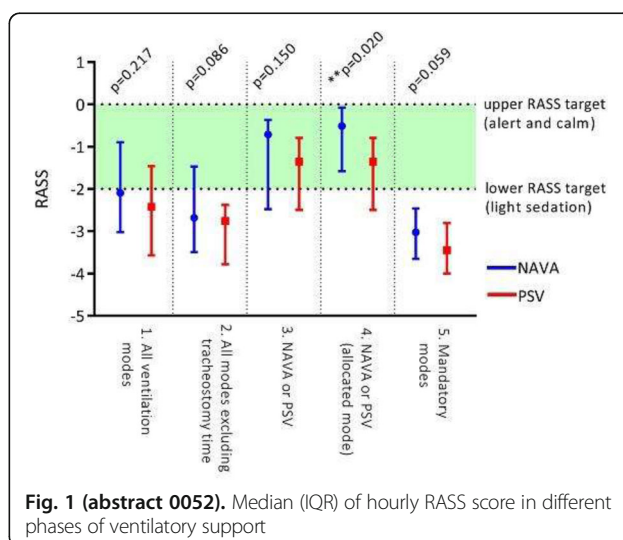 p=0.217
p=0.086
p=0.150
**p=0.020
p=0.059
RASS
1
0
-1
-2
-3
-4
-5
upper RASS target
(alert and calm)
lower RASS target
(light sedation)
NAVA
PSV
1. All ventilation
modes
2. All modes excluding
tracheostomy time
3. NAVA or PSV
4. NAVA or PSV
(allocated mode)
5. Mandatory
modes
Fig. 1 (abstract 0052). Median (IQR) of hourly RASS score in different
phases of ventilatory support